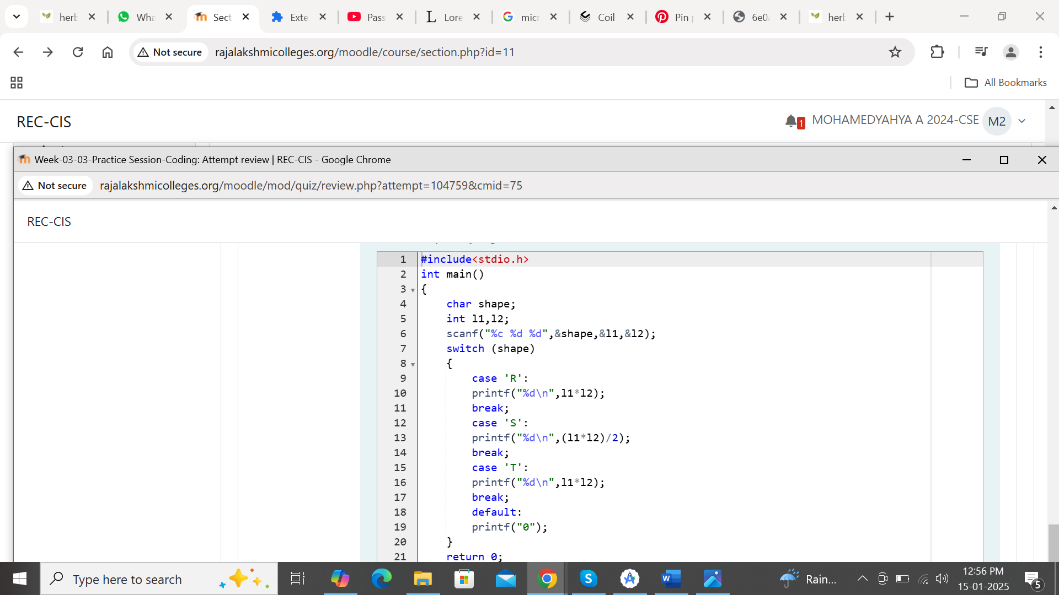 herl
Wha
Sect
Exte
Pass
Lore
micr
Coil
Pin |
6e0a
herl
Not secure
rajalakshmicolleges.org/moodle/course/section.php?id=11
All Bookmarks
REC-CIS
1
MOHAMEDYAHYA A 2024-CSE
M2
Week-03-03-Practice Session-Coding: Attempt review | REC-CIS - Google Chrome
Not secure
rajalakshmicolleges.org/moodle/mod/quiz/review.php?attempt=104759&cmid=75
REC-CIS
1 #include<stdio.h>
2 int main()
3 {
4 char shape;
5 int l1,l2;
6 scanf("%c %d %d",&shape,&l1,&l2);
7 switch (shape)
8 {
9 case 'R':
10 printf("%d\n",l1*l2);
11 break;
12 case 'S':
13 printf("%d\n",(l1*l2)/2);
14 break;
15 case 'T':
16 printf("%d\n",l1*l2);
17 break;
18 default:
19 printf("0");
20 }
21 return 0;
Type here to search
Rain...
12:56 PM
15-01-2025
5